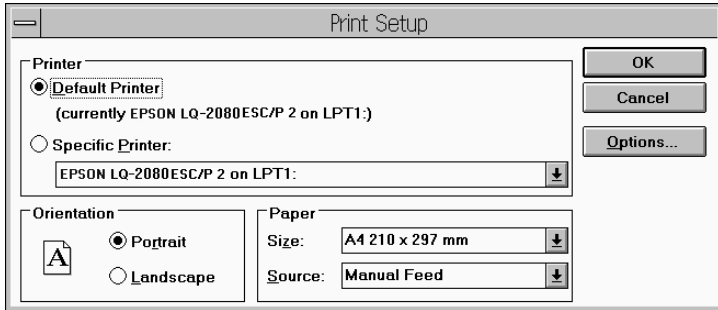 Print Setup
Printer
Default Printer
(currently EPSON LQ-2080ESC/P 2 on LPT1:)
Specific Printer:
EPSON LQ-2080ESC/P 2 on LPT1:
OK
Cancel
Options...
Orientation
A
Portrait
Landscape
Paper
Size: A4 210 x 297 mm
Source: Manual Feed